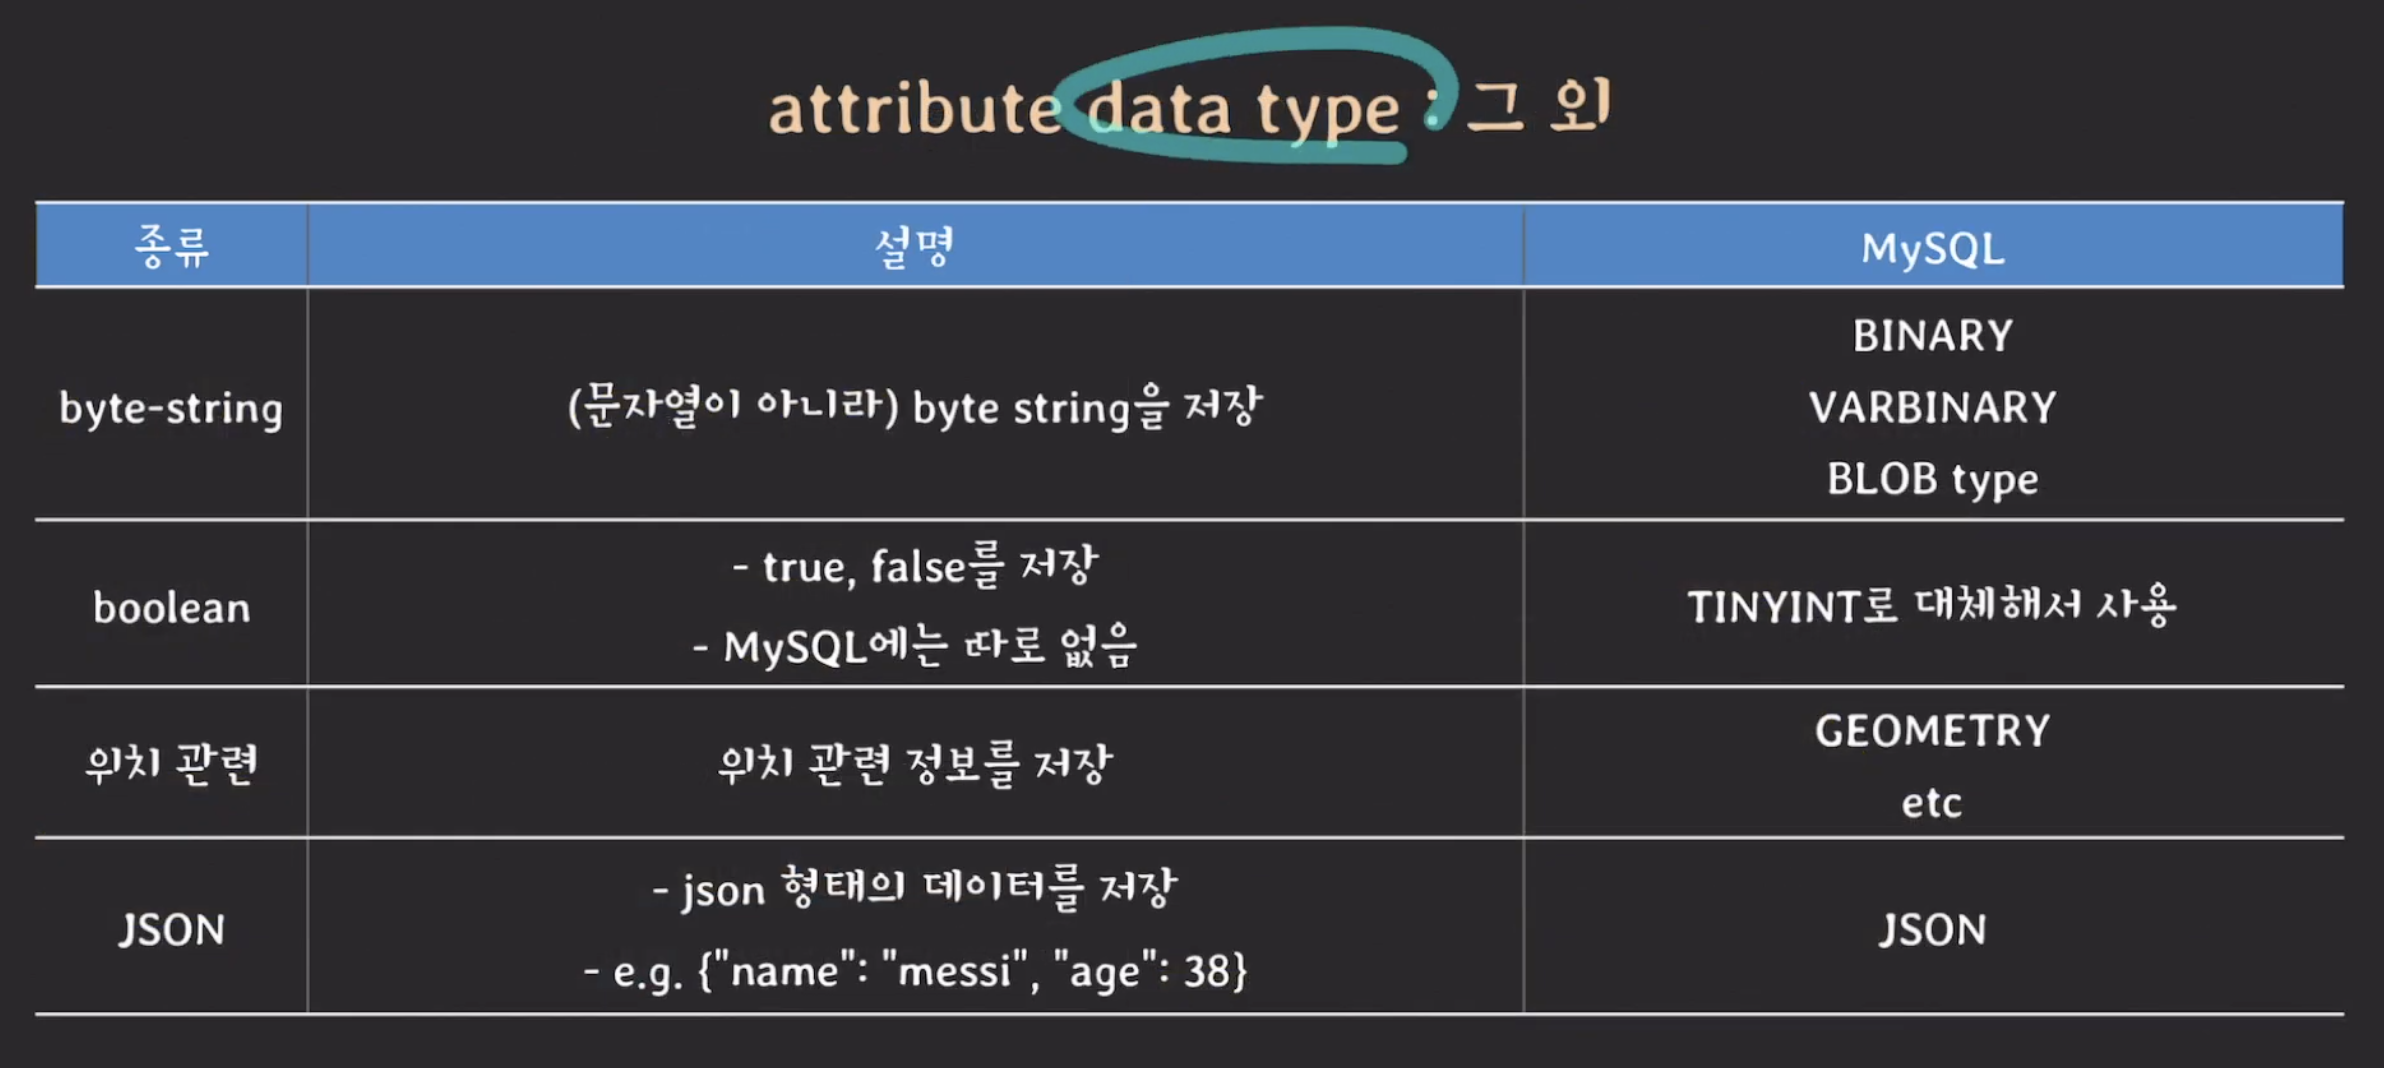 attribute data type : 그 외
종류 설명 MySQL
byte-string
(문자열이 아니라) byte string을 저장
BINARY
VARBINARY
BLOB type
boolean
- true, false를 저장
- MySQL에는 따로 없음
TINYINT로 대체해서 사용
위치 관련
위치 관련 정보를 저장
GEOMETRY
etc
JSON
- json 형태의 데이터를 저장
- e.g. {"name": "messi", "age": 38}
JSON